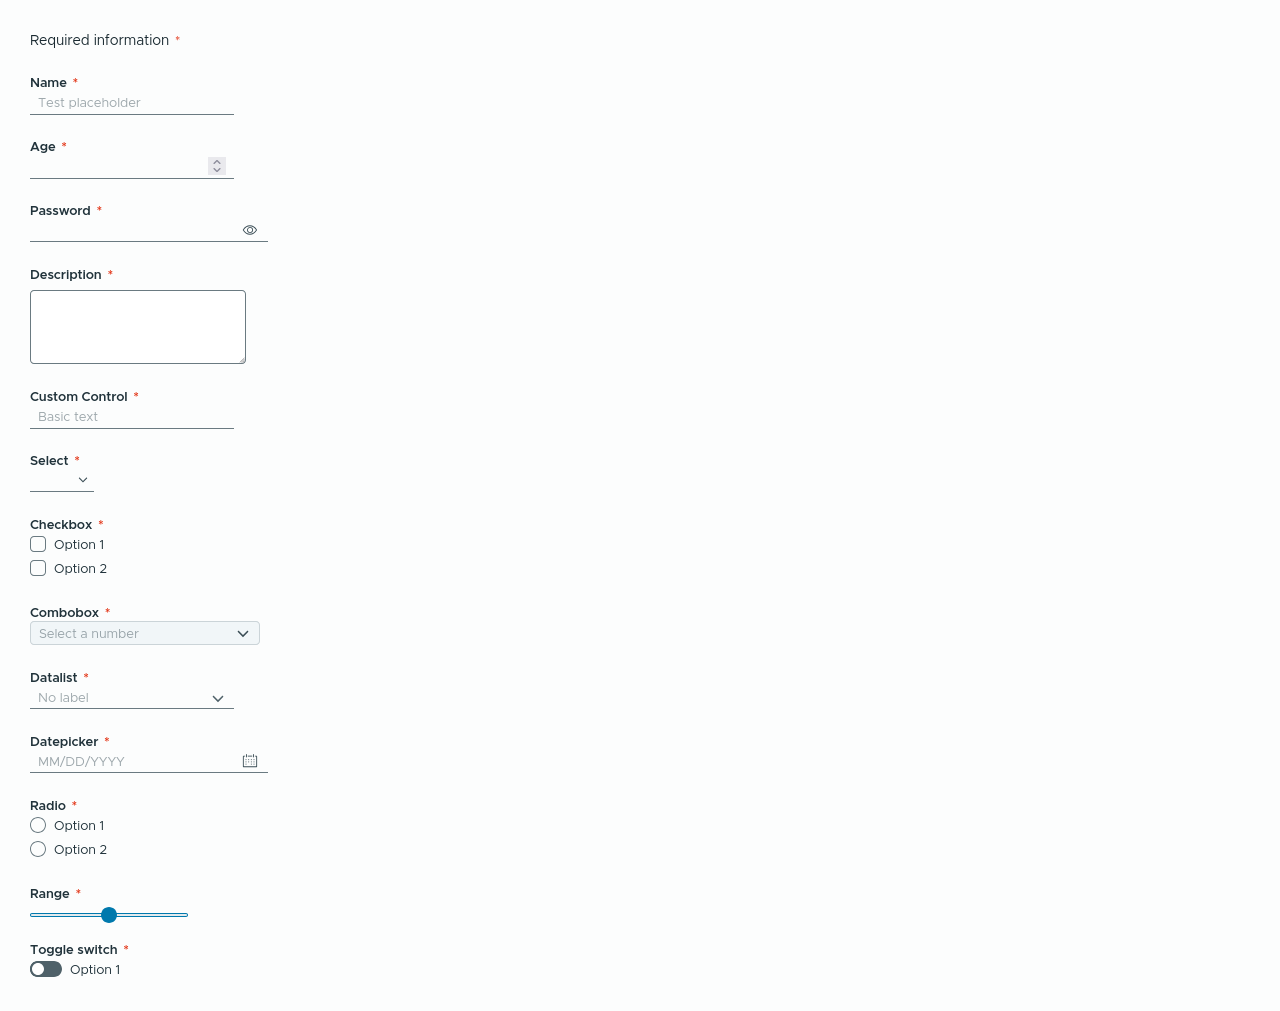 Required information *
Name *
Test placeholder
Age *
Password *
Description *
Custom Control *
Basic text
Select *
Checkbox *
Option 1
Option 2
Combobox *
Select a number
Datalist *
No label
Datepicker *
MM/DD/YYYY
Radio *
Option 1
Option 2
Range *
Toggle switch *
Option 1